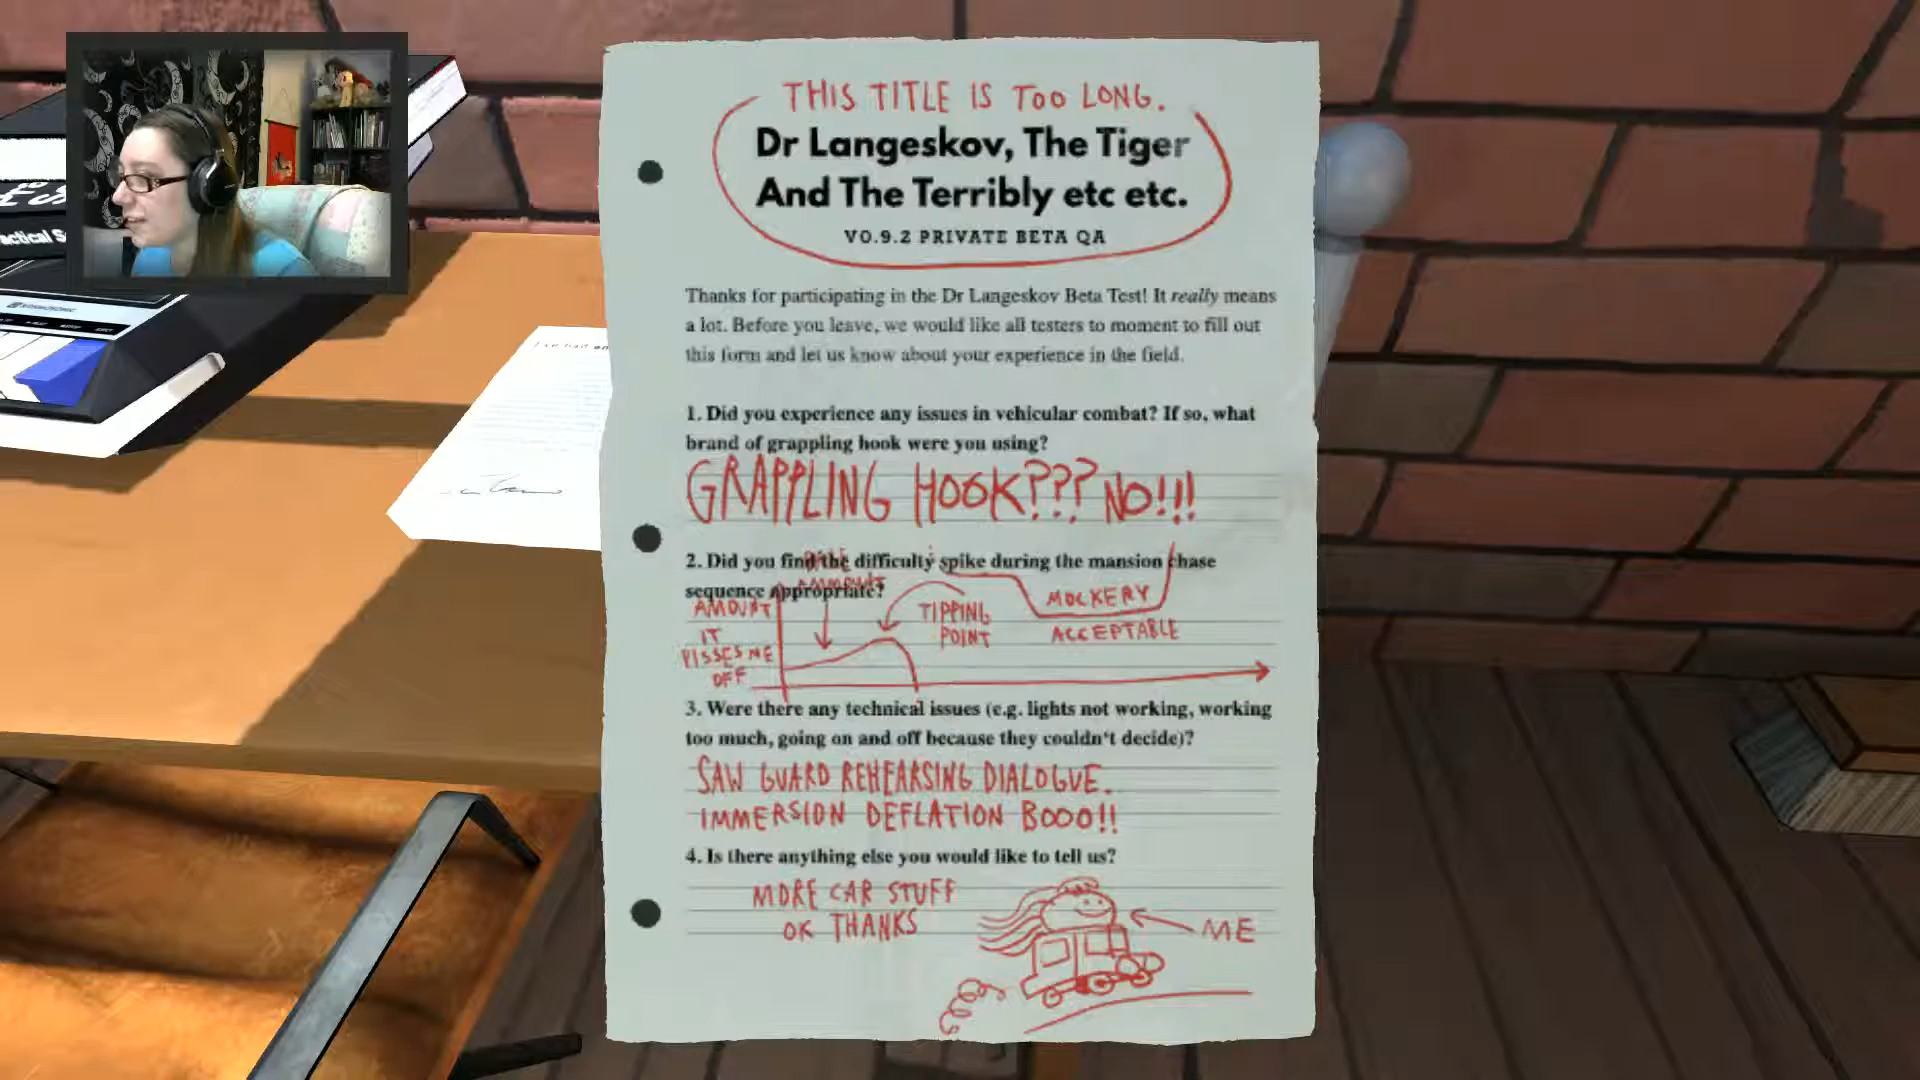 THIS TITLE IS TOO LONG.
Dr Langeskov, The Tiger
And The Terribly etc etc.
V0.9.2 PRIVATE BETA QA
Thanks for participating in the Dr Langeskov Beta Test! It really means
a lot. Before you leave, we would like all testers to moment to fill out
this form and let us know about your experience in the field.
1. Did you experience any issues in vehicular combat? If so, what
brand of grappling hook were you using?
GRAPPLING HOOK??? NO!!!
2. Did you find the difficulty spike during the mansion chase
sequence appropriate?
AMOUNT
IT
PISSES ME
OFF
TIPPING
POINT
MOCKERY
ACCEPTABLE
3. Were there any technical issues (e.g. lights not working, working
too much, going on and off because they couldn't decide)?
SAW GUARD REHEARSING DIALOGUE.
IMMERSION DEFLATION BOOO!!
4. Is there anything else you would like to tell us?
MORE CAR STUFF
OK THANKS
ME